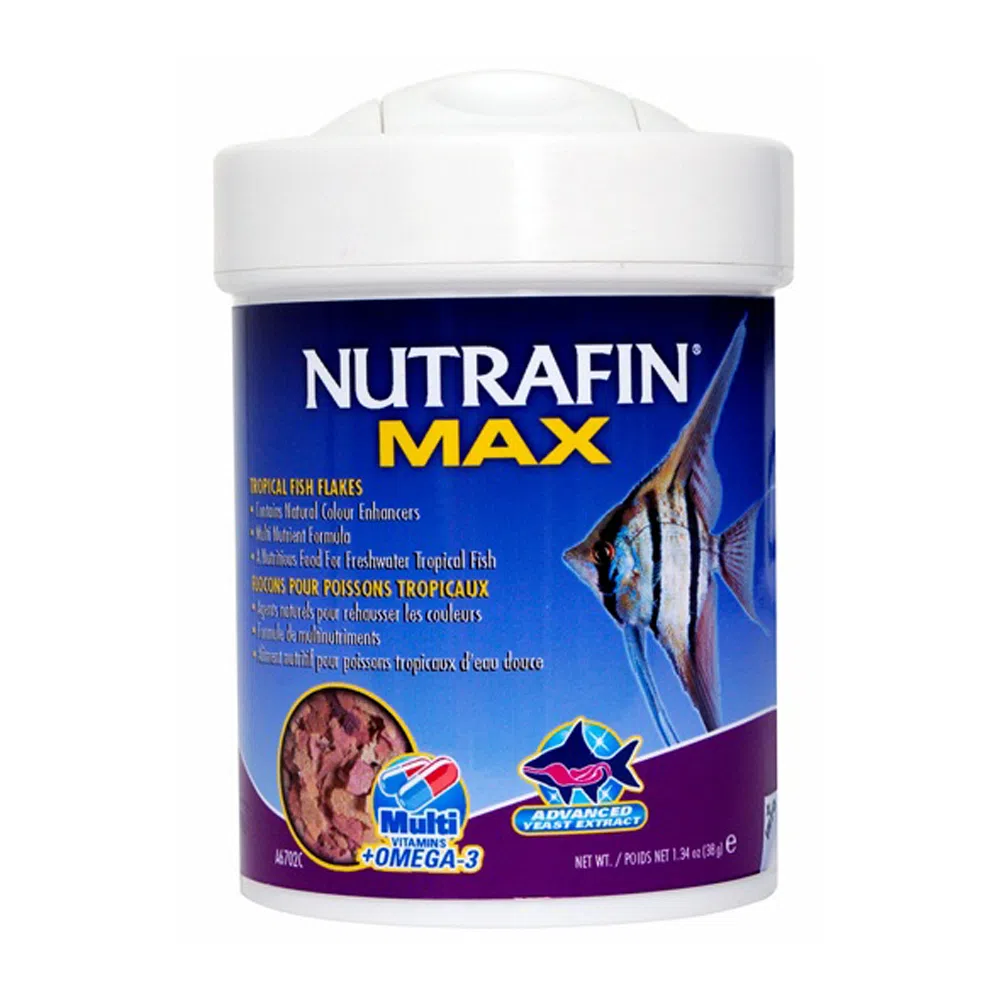 NUTRAFIN®
MAX
TROPICAL FISH FLAKES
• Contains Natural Colour Enhancers
• Multi Nutrient Formula
• A Nutritious Food For Freshwater Tropical Fish
FLOCONS POUR POISSONS TROPICAUX
• Agents naturels pour rehausser les couleurs
• Formule de multinutriments
• Aliment nutritif pour poissons tropicaux d'eau douce
Multi
VITAMINS
+OMEGA-3
ADVANCED
YEAST EXTRACT
A6702C
NET WT. / POIDS NET 1.34 oz (38 g) e